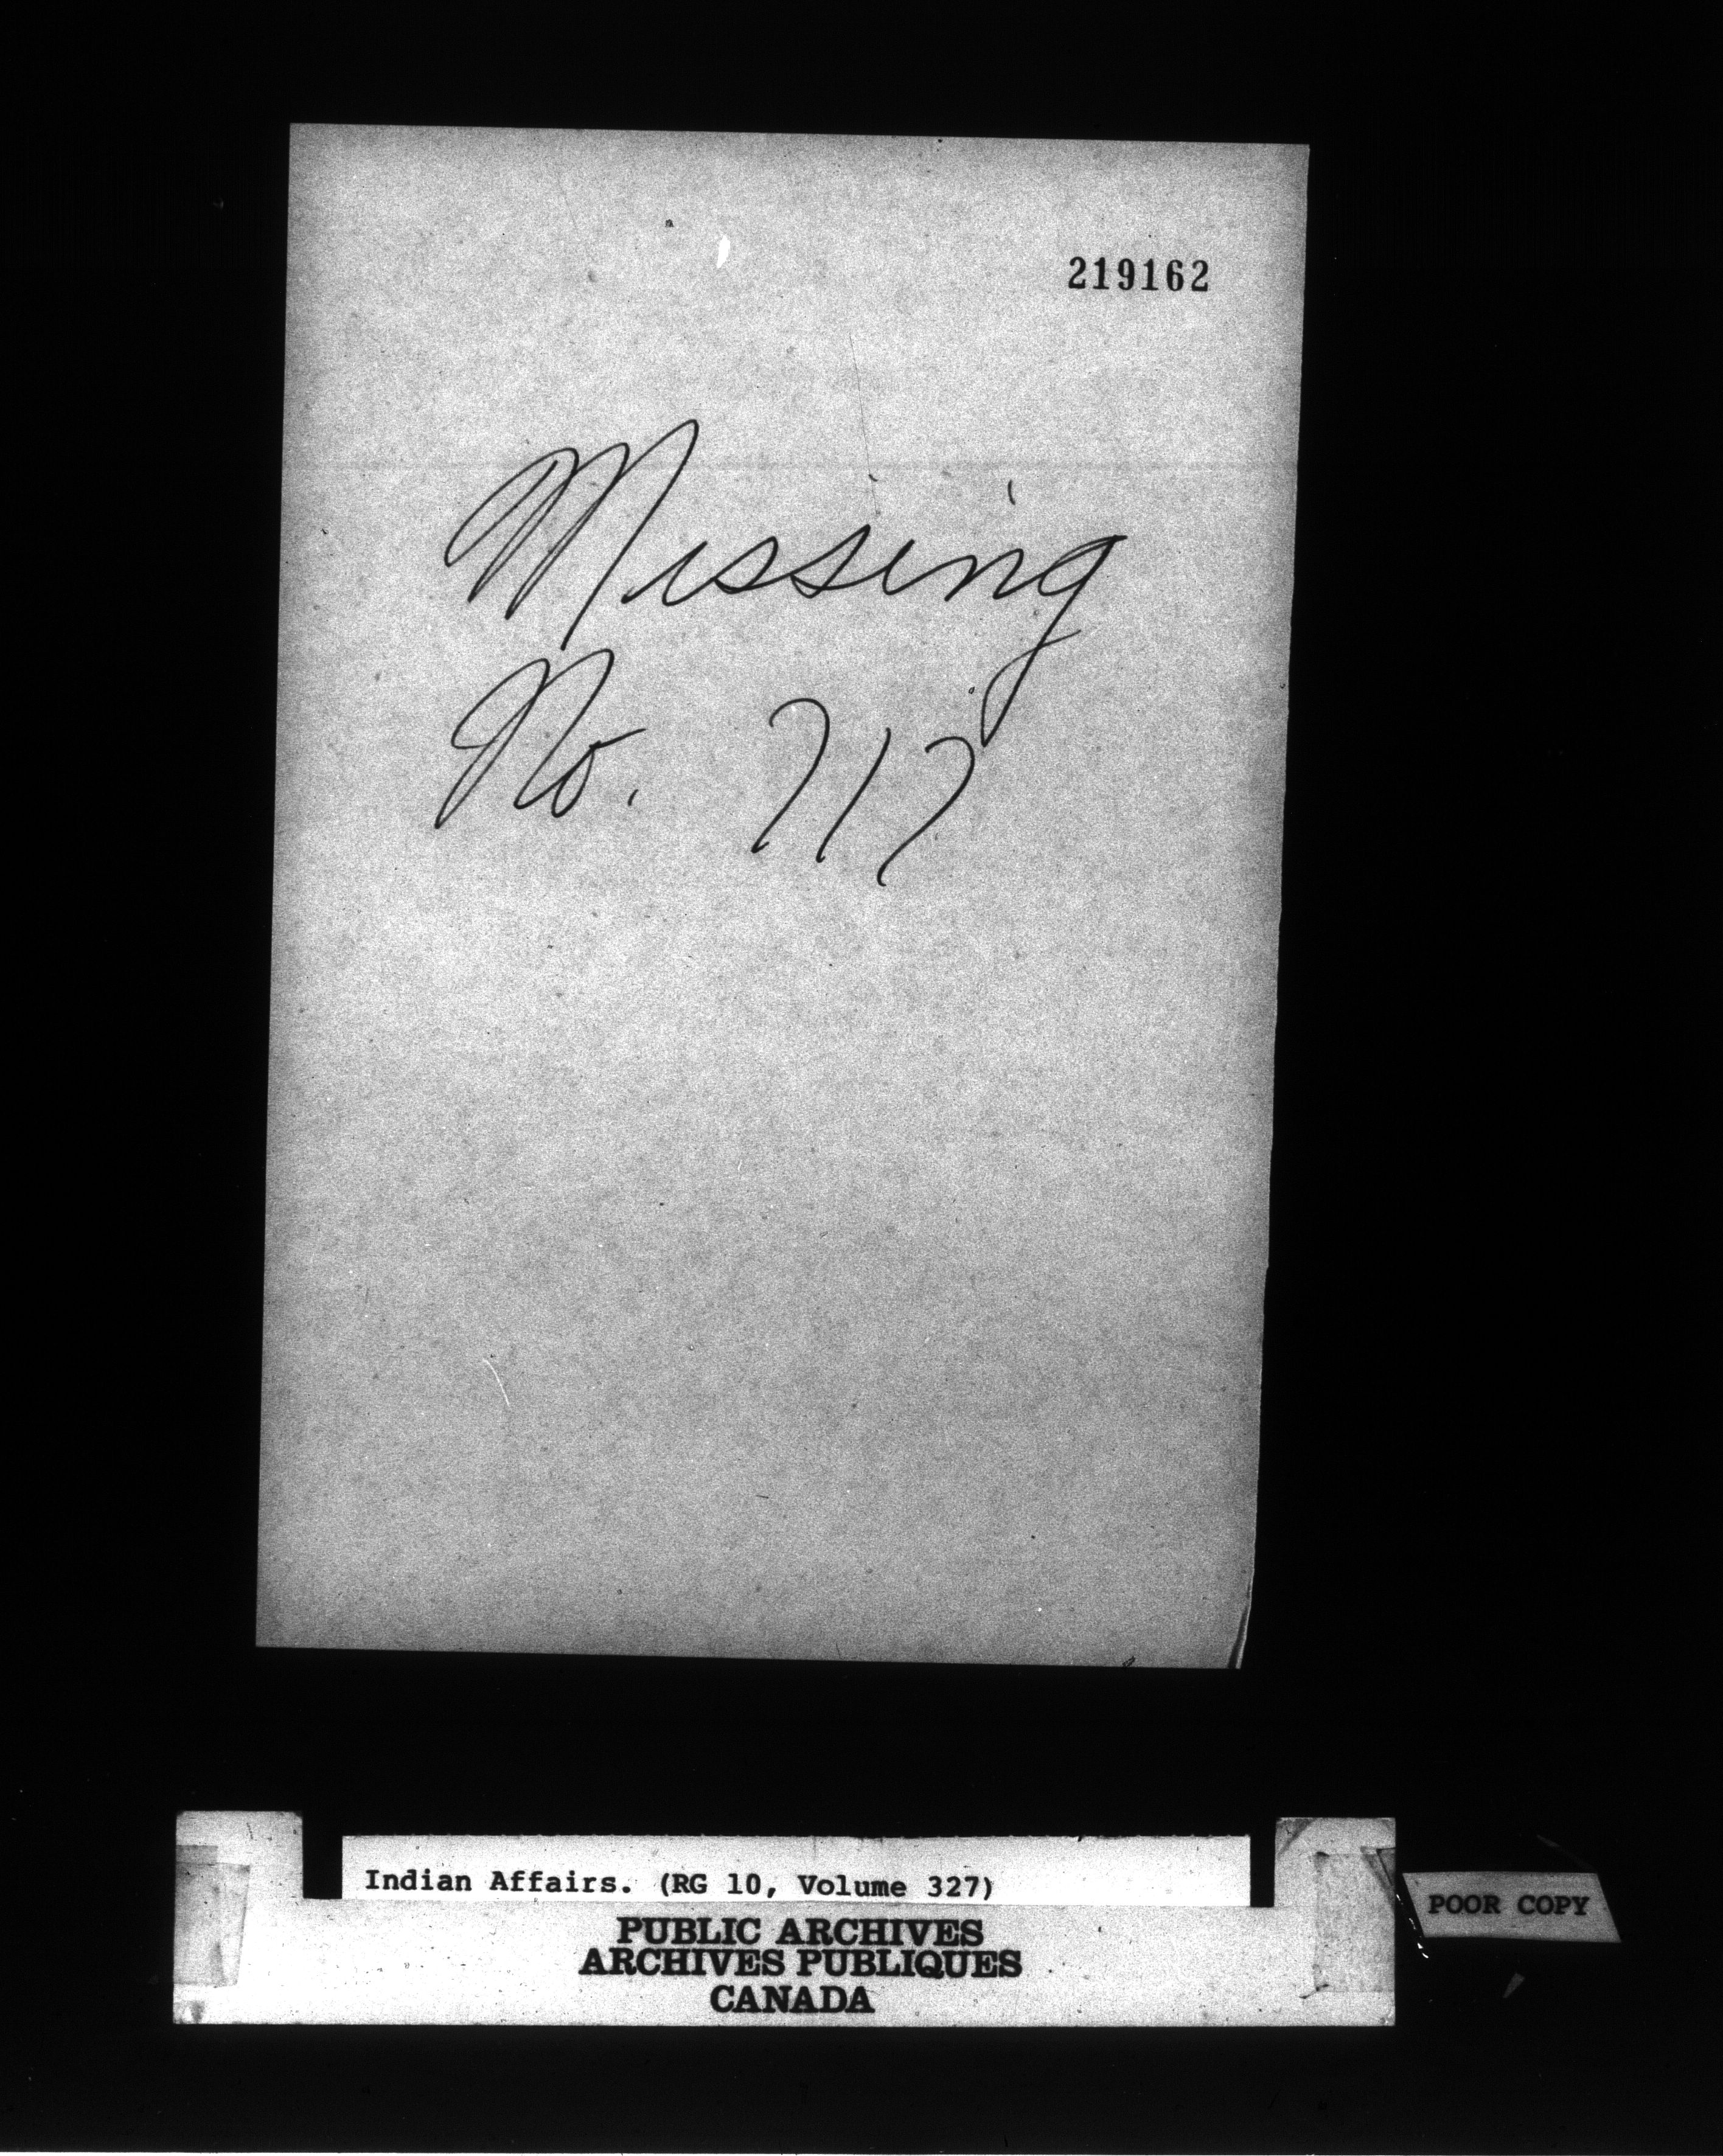 219162
Missing
No. 717
Indian Affairs. (RG 10, Volume 327)
PUBLIC ARCHIVES
ARCHIVES PUBLIQUES
CANADA
POOR COPY